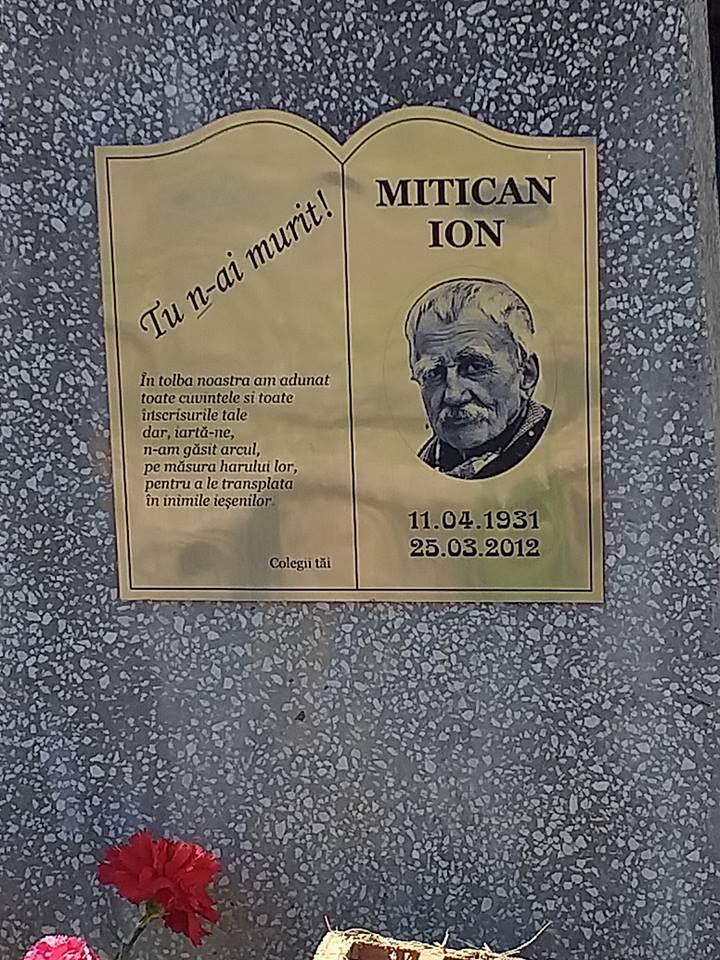 Tu n-ai murit!
În tolba noastra am adunat
toate cuvintele si toate
înscrisurile tale
dar, iartă-ne,
n-am găsit arcul,
pe măsura harului lor,
pentru a le transplata
în inimile ieşenilor
Colegii tăi
MITICAN
ION
11.04.1931
25.03.2012